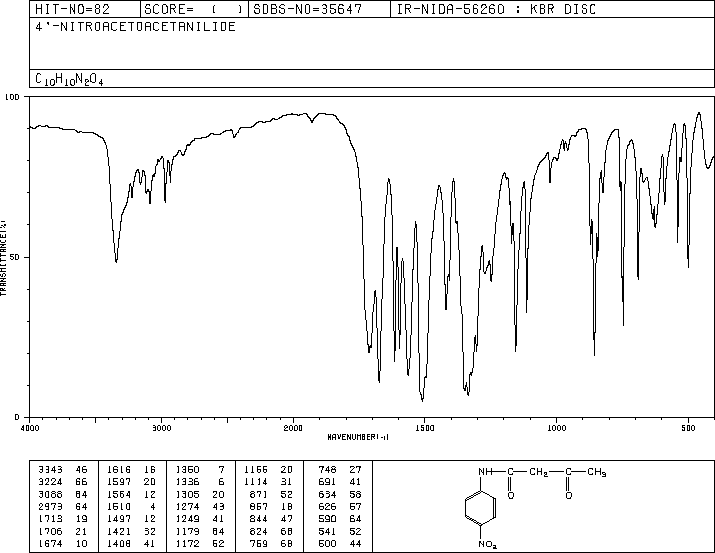 HIT-NO=82 SCORE= ( ) SDBS-NO=35647 IR-NIDA-56260 : KBR DISC
4'-NITROACETOACETANILIDE
C10H10N2O4
100
50
0
TRANSMITTANCE(%)
4000 3000 2000 1500 1000 500
WAVENUMBER(-1)
3343 46 1616 16 1350 7 1156 20 748 27
3224 66 1597 20 1336 6 1114 31 691 41
3088 64 1564 12 1305 20 871 52 634 58
2973 64 1510 4 1274 43 857 18 626 57
1713 19 1497 12 1249 41 844 47 590 64
1706 21 1421 32 1179 84 824 68 541 52
1674 10 1408 41 1172 52 759 68 500 44
NH C CH2 C CH3
O O
NO2